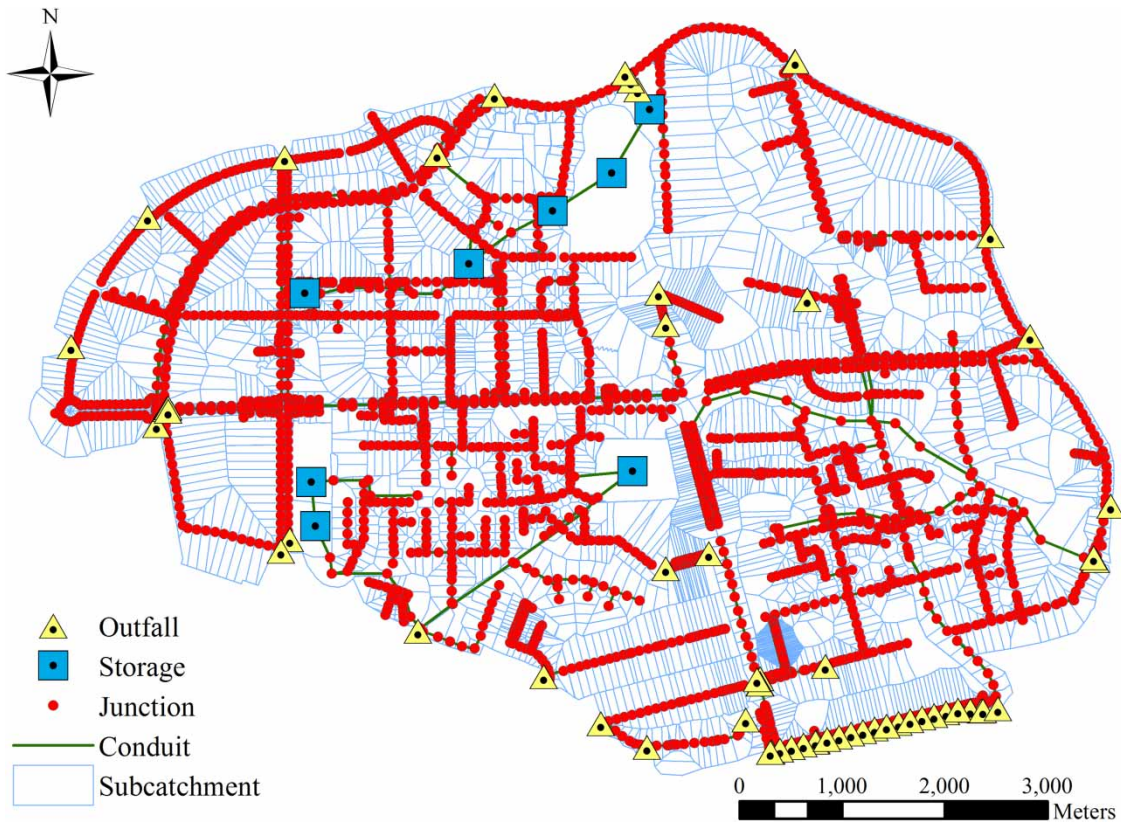 N
Outfall
Storage
Junction
Conduit
Subcatchment
0 1,000 2,000 3,000
Meters